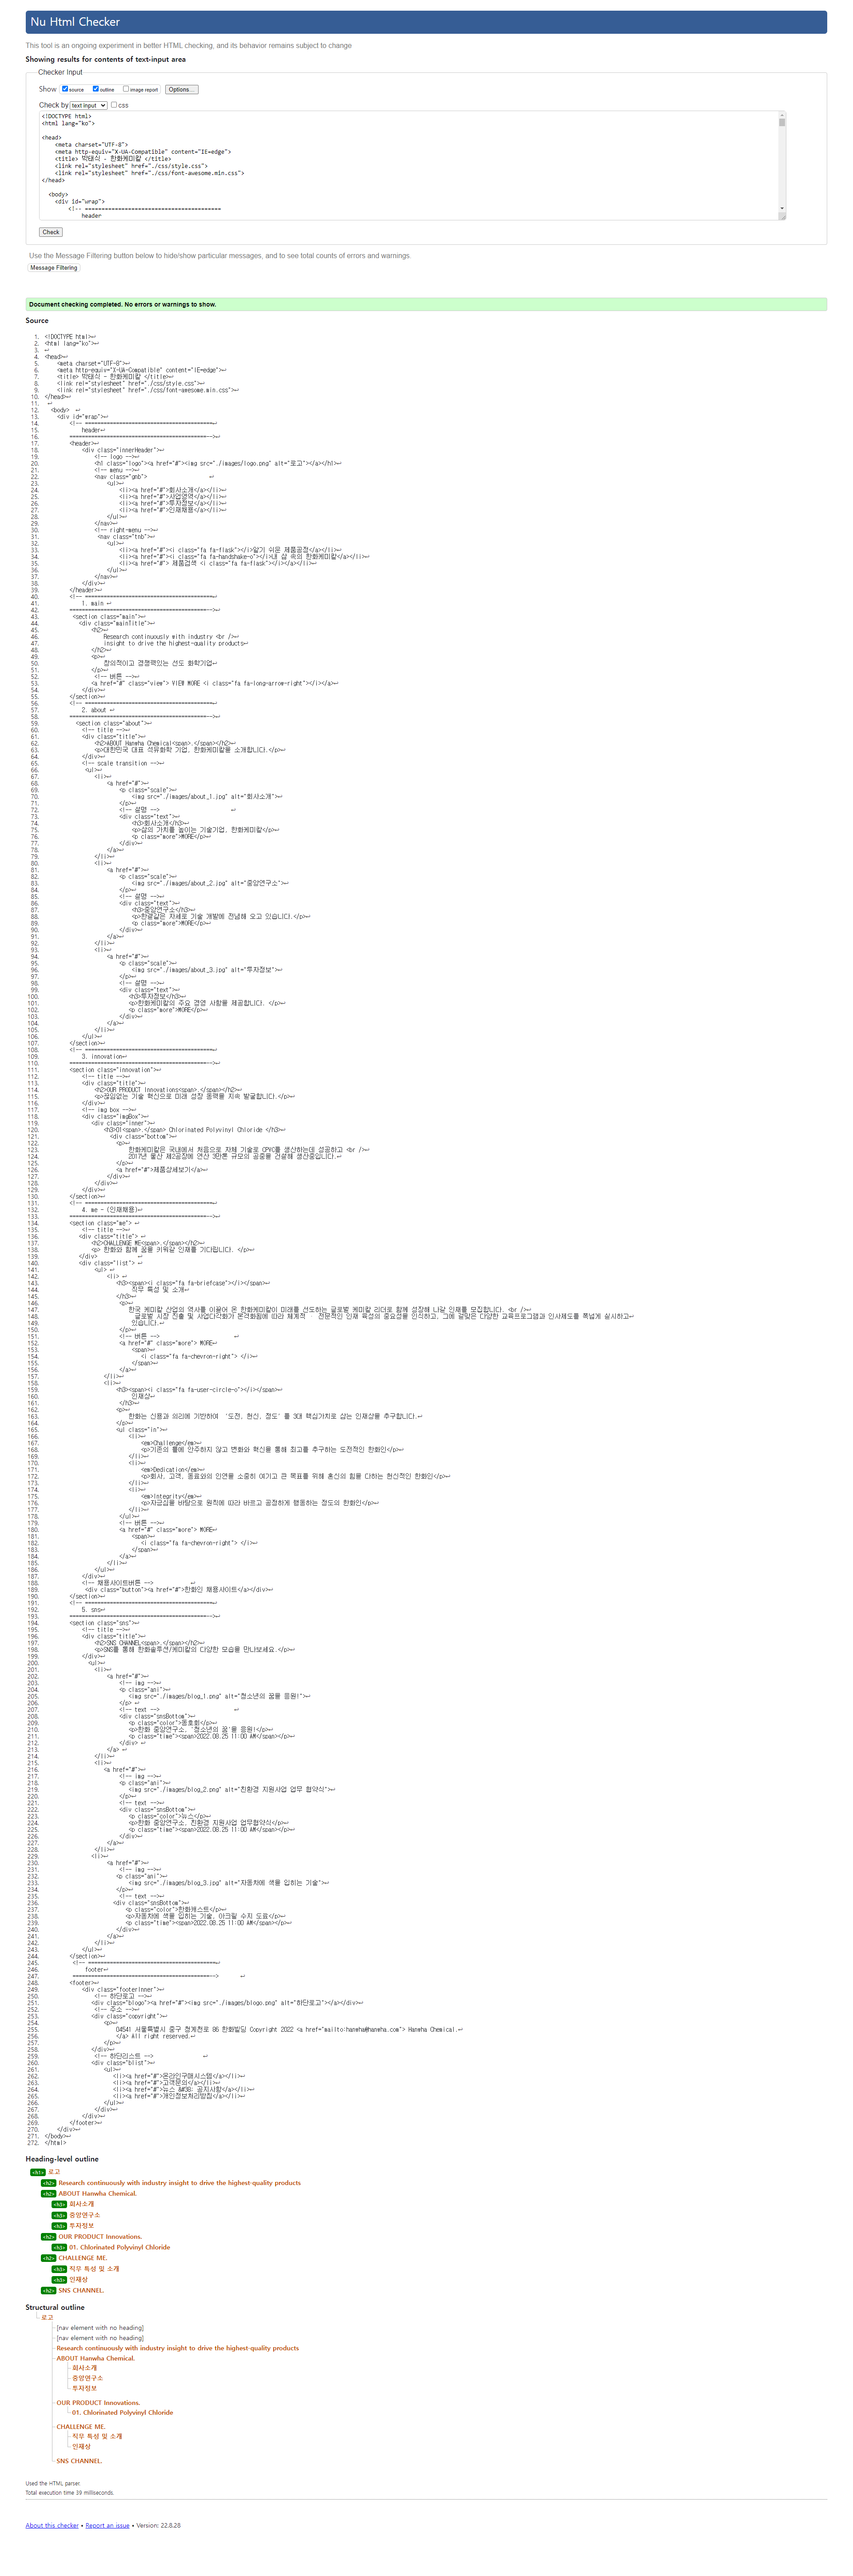 Nu Html Checker
This tool is an ongoing experiment in better HTML checking, and its behavior remains subject to change
Showing results for contents of text-input area
Checker Input
Show source outline image report Options...
Check by text input css
<!DOCTYPE html>
<html lang="ko">
<head>
<meta charset="UTF-8">
<meta http-equiv="X-UA-Compatible" content="IE=edge">
<title> 박태식 - 한화케미칼 </title>
<link rel="stylesheet" href="./css/style.css">
<link rel="stylesheet" href="./css/font-awesome.min.css">
</head>
<body>
<div id="wrap">
<!-- ========================================
header
Check
Use the Message Filtering button below to hide/show particular messages, and to see total counts of errors and warnings.
Message Filtering
Document checking completed. No errors or warnings to show.
Source
1. <!DOCTYPE html>↩
2. <html lang="ko">↩
3. ↩
4. <head>↩
5. <meta charset="UTF-8">↩
6. <meta http-equiv="X-UA-Compatible" content="IE=edge">↩
7. <title> 박태식 - 한화케미칼 </title>↩
8. <link rel="stylesheet" href="./css/style.css">↩
9. <link rel="stylesheet" href="./css/font-awesome.min.css">↩
10. </head>↩
11. ↩
12. <body> ↩
13. <div id="wrap">↩
15. header↩
17. <header>↩
18. <div class="innerHeader">↩
19. <!-- logo -->↩
20. <h1 class="logo"><a href="#"><img src="./images/logo.png" alt="로고"></a></h1>↩
21. <!-- menu -->↩
22. <nav class="gnb"> ↩
23. <ul>↩
24. <li><a href="#">회사소개</a></li>↩
25. <li><a href="#">사업영역</a></li>↩
26. <li><a href="#">투자정보</a></li>↩
27. <li><a href="#">인재채용</a></li>↩
28. </ul>↩
29. </nav>↩
30. <!-- right-menu -->↩
31. <nav class="tnb">↩
32. <ul>↩
33. <li><a href="#"><i class="fa fa-flask"></i>알기 쉬운 제품공정</a></li>↩
34. <li><a href="#"><i class="fa fa-handshake-o"></i>내 삶 속의 한화케미칼</a></li>↩
35. <li><a href="#"> 제품검색 <i class="fa fa-flask"></i></a></li>↩
36. </ul>↩
37. </nav>↩
38. </div>↩
39. </header>↩
41. 1. main ↩
43. <section class="main">↩
44. <div class="mainTitle">↩
45. <h2>↩
46. Research continuously with industry <br />↩
47. insight to drive the highest-quality products↩
48. </h2>↩
49. <p>↩
50. 창의적이고 경쟁력있는 선도 화학기업↩
51. </p>↩
52. <!-- 버튼 -->↩
53. <a href="#" class="view"> VIEW MORE <i class="fa fa-long-arrow-right"></i></a>↩
54. </div>↩
55. </section>↩
57. 2. about ↩
59. <section class="about">↩
60. <!-- title -->↩
61. <div class="title">↩
62. <h2>ABOUT Hanwha Chemical<span>.</span></h2>↩
63. <p>대한민국 대표 석유화학 기업, 한화케미칼을 소개합니다.</p>↩
64. </div>↩
65. <!-- scale transition -->↩
66. <ul>↩
67. <li>↩
68. <a href="#">↩
69. <p class="scale">↩
70. <img src="./images/about_1.jpg" alt="회사소개">↩
71. </p>↩
72. <!-- 설명 --> ↩
73. <div class="text">↩
74. <h3>회사소개</h3>↩
75. <p>삶의 가치를 높이는 기술기업, 한화케미칼</p>↩
76. <p class="more">MORE</p>↩
77. </div>↩
78. </a>↩
79. </li>↩
80. <li>↩
81. <a href="#">↩
82. <p class="scale">↩
83. <img src="./images/about_2.jpg" alt="중앙연구소">↩
84. </p>↩
85. <!-- 설명 -->↩
86. <div class="text">↩
87. <h3>중앙연구소</h3>↩
88. <p>한결같은 자세로 기술 개발에 전념해 오고 있습니다.</p>↩
89. <p class="more">MORE</p>↩
90. </div>↩
91. </a>↩
92. </li>↩
93. <li>↩
94. <a href="#">↩
95. <p class="scale">↩
96. <img src="./images/about_3.jpg" alt="투자정보">↩
97. </p>↩
98. <!-- 설명 -->↩
99. <div class="text">↩
100. <h3>투자정보</h3>↩
101. <p>한화케미칼의 주요 경영 사항을 제공합니다. </p>↩
102. <p class="more">MORE</p>↩
103. </div>↩
104. </a>↩
105. </li>↩
106. </ul>↩
107. </section>↩
109. 3. innovation↩
111. <section class="innovation">↩
112. <!-- title -->↩
113. <div class="title">↩
114. <h2>OUR PRODUCT Innovations<span>.</span></h2>↩
115. <p>끊임없는 기술 혁신으로 미래 성장 동력을 지속 발굴합니다.</p>↩
116. </div>↩
117. <!-- img box -->↩
118. <div class="imgBox">↩
119. <div class="inner">↩
120. <h3>01<span>.</span> Chlorinated Polyvinyl Chloride </h3>↩
121. <div class="bottom">↩
122. <p>↩
123. 한화케미칼은 국내에서 처음으로 자체 기술로 CPVC를 생산하는데 성공하고 <br />↩
124. 2017년 울산 제2공장에 연산 3만톤 규모의 공중을 건설해 생산중입니다.↩
125. </p>↩
126. <a href="#">제품상세보기</a>↩
127. </div>↩
128. </div>↩
129. </div>↩
130. </section>↩
132. 4. me - (인재채용)↩
134. <section class="me"> ↩
135. <!-- title -->↩
136. <div class="title"> ↩
137. <h2>CHALLENGE ME<span>.</span></h2>↩
138. <p> 한화와 함께 꿈을 키워갈 인재를 기다립니다. </p>↩
139. </div> ↩
140. <div class="list"> ↩
141. <ul> ↩
142. <li> ↩
143. <h3><span><i class="fa fa-briefcase"></i></span>↩
144. 직무 특성 및 소개↩
145. </h3>↩
146. <p>↩
147. 한국 케미칼 산업의 역사를 이끌어 온 한화케미칼이 미래를 선도하는 글로벌 케미칼 리더로 함께 성장해 나갈 인재를 모집합니다. <br />↩
149. 있습니다.↩
150. </p>↩
151. <!-- 버튼 --> ↩
152. <a href="#" class="more"> MORE↩
153. <span>↩
154. <i class="fa fa-chevron-right"> </i>↩
155. </span>↩
156. </a>↩
157. </li>↩
158. <li>↩
159. <h3><span><i class="fa fa-user-circle-o"></i></span>↩
160. 인재상↩
161. </h3>↩
162. <p>↩
163. 한화는 신용과 의리에 기반하여 '도전, 헌신, 정도' 를 3대 핵심가치로 삼는 인재상을 추구합니다.↩
164. </p>↩
165. <ul class="in">↩
166. <li>↩
167. <em>Challenge</em>↩
168. <p>기존의 틀에 안주하지 않고 변화와 혁신을 통해 최고를 추구하는 도전적인 한화인</p>↩
169. </li>↩
170. <li>↩
171. <em>Dedication</em>↩
172. <p>회사, 고객, 동료와의 인연을 소중히 여기고 큰 목표를 위해 혼신의 힘을 다하는 헌신적인 한화인</p>↩
173. </li>↩
174. <li>↩
175. <em>Integrity</em>↩
176. <p>자긍심을 바탕으로 원칙에 따라 바르고 공정하게 행동하는 정도의 한화인</p>↩
177. </li>↩
178. </ul>↩
179. <!-- 버튼 -->↩
180. <a href="#" class="more"> MORE↩
181. <span>↩
182. <i class="fa fa-chevron-right"> </i>↩
183. </span>↩
184. </a>↩
185. </li>↩
186. </ul>↩
187. </div>↩
188. <!-- 채용사이트버튼 --> ↩
189. <div class="button"><a href="#">한화인 채용사이트</a></div>↩
190. </section>↩
192. 5. sns↩
194. <section class="sns">↩
195. <!-- title -->↩
196. <div class="title">↩
197. <h2>SNS CHANNEL<span>.</span></h2>↩
198. <p>SNS를 통해 한화솔루션/케미칼의 다양한 모습을 만나보세요.</p>↩
199. </div>↩
200. <ul>↩
201. <li>↩
202. <a href="#">↩
203. <!-- img -->↩
204. <p class="ani">↩
205. <img src="./images/blog_1.png" alt="청소년의 꿈을 응원!">↩
206. </p> ↩
207. <!-- text --> ↩
208. <div class="snsBottom">↩
209. <p class="color">동호회</p>↩
210. <p>한화 중앙연구소, '청소년의 꿈'을 응원!</p>↩
211. <p class="time"><span>2022.08.25 11:00 AM</span></p>↩
212. </div> ↩
213. </a> ↩
214. </li>↩
215. <li>↩
216. <a href="#">↩
217. <!-- img -->↩
218. <p class="ani">↩
219. <img src="./images/blog_2.png" alt="친환경 지원사업 업무 협약식">↩
220. </p>↩
221. <!-- text -->↩
222. <div class="snsBottom">↩
223. <p class="color">뉴스</p>↩
224. <p>한화 중앙연구소, 친환경 지원사업 업무협약식</p>↩
225. <p class="time"><span>2022.08.25 11:00 AM</span></p>↩
226. </div>↩
227. </a>↩
228. </li>↩
229. <li>↩
230. <a href="#">↩
231. <!-- img -->↩
232. <p class="ani">↩
233. <img src="./images/blog_3.jpg" alt="자동차에 색을 입히는 기술">↩
234. </p>↩
235. <!-- text -->↩
236. <div class="snsBottom">↩
237. <p class="color">한화캐스트</p>↩
238. <p>자동차에 색을 입히는 기술, 아크릴 수지 도료</p>↩
239. <p class="time"><span>2022.08.25 11:00 AM</span></p>↩
240. </div>↩
241. </a>↩
242. </li>↩
243. </ul>↩
244. </section>↩
246. footer↩
248. <footer>↩
249. <div class="footerInner">↩
250. <!-- 하단로고 -->↩
251. <div class="blogo"><a href="#"><img src="./images/blogo.png" alt="하단로고"></a></div>↩
252. <!-- 주소 -->↩
253. <div class="copyright">↩
254. <p>↩
255. 04541 서울특별시 중구 청계천로 86 한화빌딩 Copyright 2022 <a href="mailto:hanwha@hanwha.com"> Hanwha Chemical.↩
256. </a> All right reserved.↩
257. </p>↩
258. </div>↩
259. <!-- 하단리스트 --> ↩
260. <div class="blist">↩
261. <ul>↩
262. <li><a href="#">온라인구매시스템</a></li>↩
263. <li><a href="#">고객문의</a></li>↩
264. <li><a href="#">뉴스 &#38; 공지사항</a></li>↩
265. <li><a href="#">개인정보처리방침</a></li>↩
266. </ul>↩
267. </div>↩
268. </div>↩
269. </footer>↩
270. </div>↩
271. </body>↩
272. </html>
Heading-level outline
<h1> 로고
<h2> Research continuously with industry insight to drive the highest-quality products
<h2> ABOUT Hanwha Chemical.
<h3> 회사소개
<h3> 중앙연구소
<h3> 투자정보
<h2> OUR PRODUCT Innovations.
<h3> 01. Chlorinated Polyvinyl Chloride
<h2> CHALLENGE ME.
<h3> 직무 특성 및 소개
<h3> 인재상
<h2> SNS CHANNEL.
Structural outline
로고
[nav element with no heading]
[nav element with no heading]
Research continuously with industry insight to drive the highest-quality products
ABOUT Hanwha Chemical.
회사소개
중앙연구소
투자정보
OUR PRODUCT Innovations.
01. Chlorinated Polyvinyl Chloride
CHALLENGE ME.
직무 특성 및 소개
인재상
SNS CHANNEL.
Used the HTML parser.
Total execution time 39 milliseconds.
About this checker • Report an issue • Version: 22.8.28